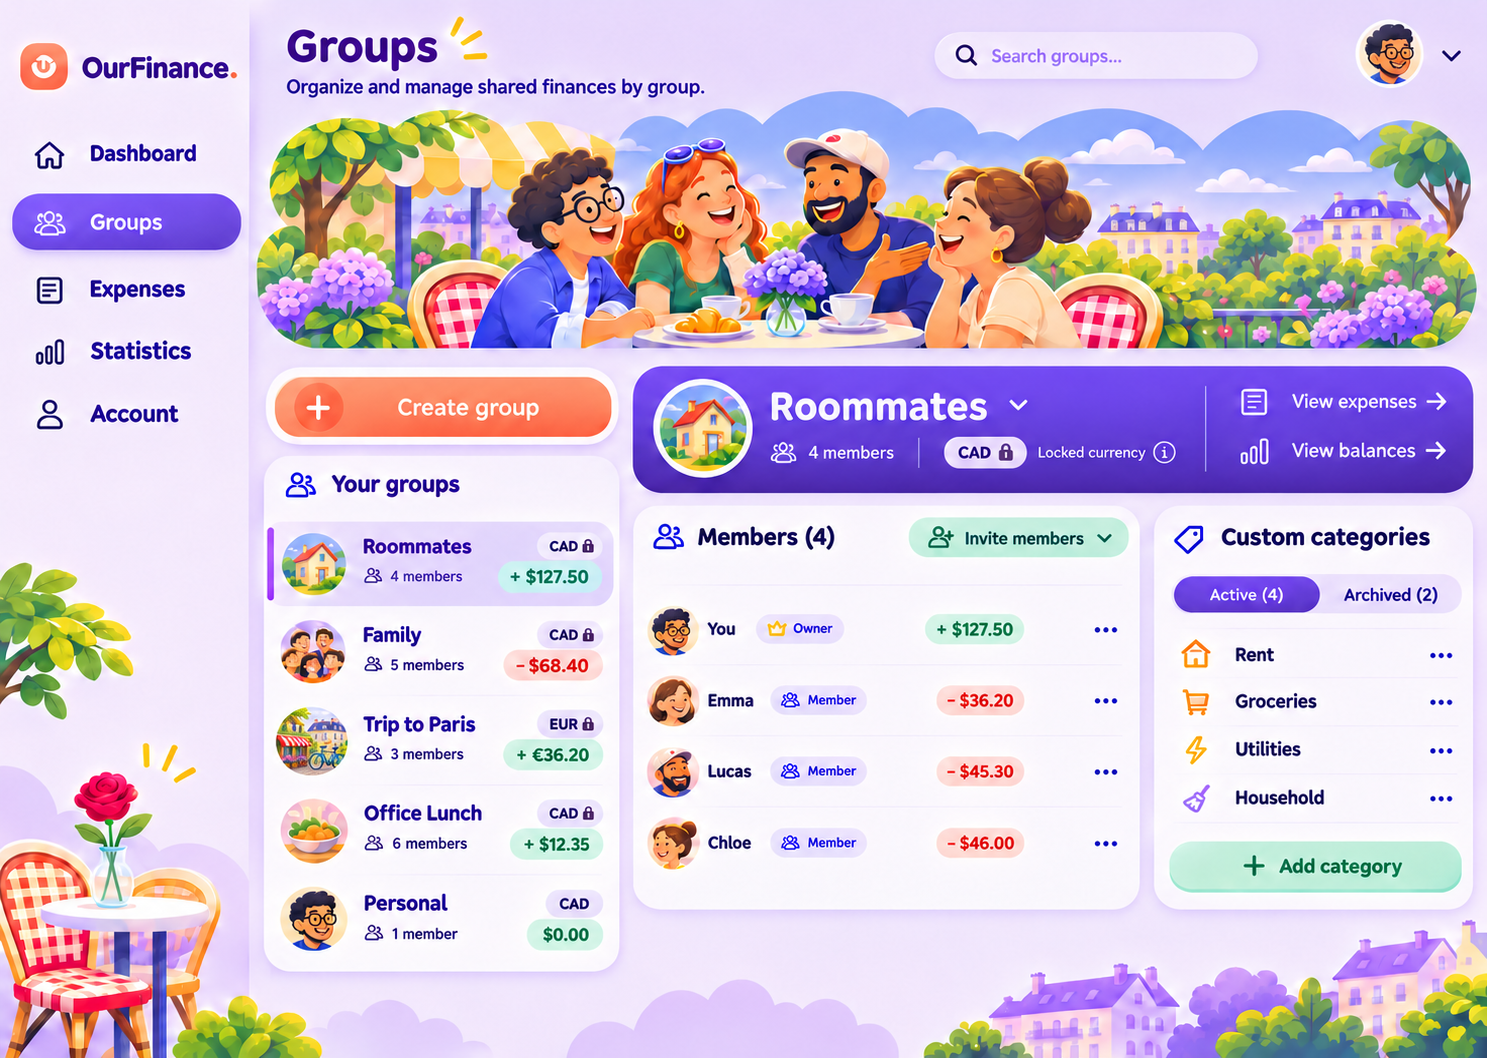 OurFinance.
Dashboard
Groups
Expenses
Statistics
Account
Groups
Organize and manage shared finances by group.
Search groups...
Create group
Your groups
Roommates
CAD
4 members
+ $127.50
Family
CAD
5 members
- $68.40
Trip to Paris
EUR
3 members
+ €36.20
Office Lunch
CAD
6 members
+ $12.35
Personal
CAD
1 member
$0.00
Roommates
4 members
CAD
Locked currency
View expenses
View balances
Members (4)
Invite members
You
Owner
+ $127.50
Emma
Member
- $36.20
Lucas
Member
- $45.30
Chloe
Member
- $46.00
Custom categories
Active (4)
Archived (2)
Rent
Groceries
Utilities
Household
+ Add category